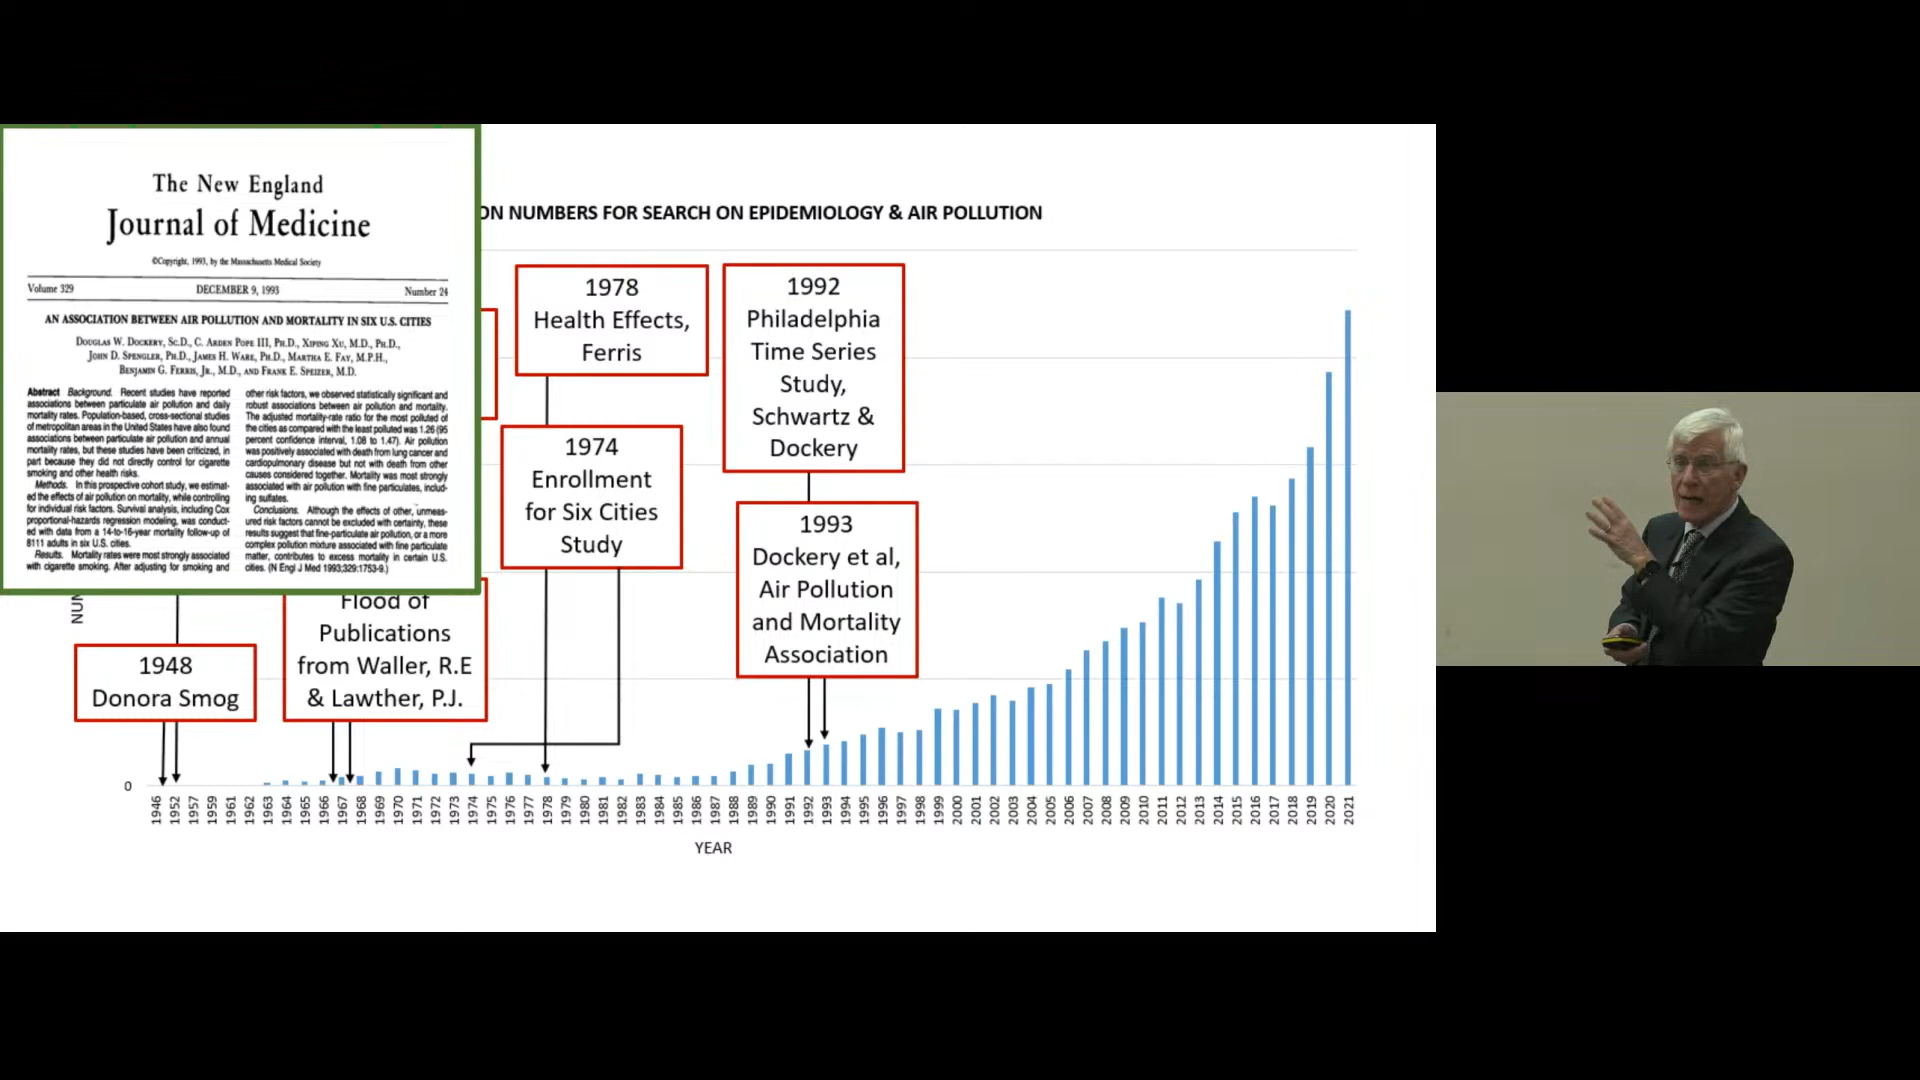 The New England
Journal of Medicine
©Copyright, 1993, by the Massachusetts Medical Society
Volume 329 DECEMBER 9, 1993 Number 24
AN ASSOCIATION BETWEEN AIR POLLUTION AND MORTALITY IN SIX U.S. CITIES
DOUGLAS W. DOCKERY, SC.D., C. ARDEN POPE III, PH.D., XIPING XU, M.D., PH.D.,
JOHN D. SPENGLER, PH.D., JAMES H. WARE, PH.D., MARTHA E. FAY, M.P.H.,
BENJAMIN G. FERRIS, JR., M.D., AND FRANK E. SPEIZER, M.D.
Abstract Background. Recent studies have reported
associations between particulate air pollution and daily
mortality rates. Population-based, cross-sectional studies
of metropolitan areas in the United States have also found
associations between particulate air pollution and annual
mortality rates, but these studies have been criticized, in
part because they did not directly control for cigarette
smoking and other health risks.
Methods. In this prospective cohort study, we estimat-
ed the effects of air pollution on mortality, while controlling
for individual risk factors. Survival analysis, including Cox
proportional-hazards regression modeling, was conduct-
ed with data from a 14-to-16-year mortality follow-up of
8111 adults in six U.S. cities.
Results. Mortality rates were most strongly associated
with cigarette smoking. After adjusting for smoking and
other risk factors, we observed statistically significant and
robust associations between air pollution and mortality.
The adjusted mortality-rate ratio for the most polluted of
the cities as compared with the least polluted was 1.26 (95
percent confidence interval, 1.08 to 1.47). Air pollution
was positively associated with death from lung cancer and
cardiopulmonary disease but not with death from other
causes considered together. Mortality was most strongly
associated with air pollution with fine particulates, includ-
ing sulfates.
Conclusions. Although the effects of other, unmeas-
ured risk factors cannot be excluded with certainty, these
results suggest that fine-particulate air pollution, or a more
complex pollution mixture associated with fine particulate
matter, contributes to excess mortality in certain U.S.
cities. (N Engl J Med 1993;329:1753-9.)
ON NUMBERS FOR SEARCH ON EPIDEMIOLOGY & AIR POLLUTION
1978
Health Effects,
Ferris
1992
Philadelphia
Time Series
Study,
Schwartz &
Dockery
1974
Enrollment
for Six Cities
Study
1993
Dockery et al,
Air Pollution
and Mortality
Association
1948
Donora Smog
Flood of
Publications
from Waller, R.E
& Lawther, P.J.
NUM
0
1946 1952 1957 1959 1961 1962 1963 1964 1965 1966 1967 1968 1969 1970 1971 1972 1973 1974 1975 1976 1977 1978 1979 1980 1981 1982 1983 1984 1985 1986 1987 1988 1989 1990 1991 1992 1993 1994 1995 1996 1997 1998 1999 2000 2001 2002 2003 2004 2005 2006 2007 2008 2009 2010 2011 2012 2013 2014 2015 2016 2017 2018 2019 2020 2021
YEAR